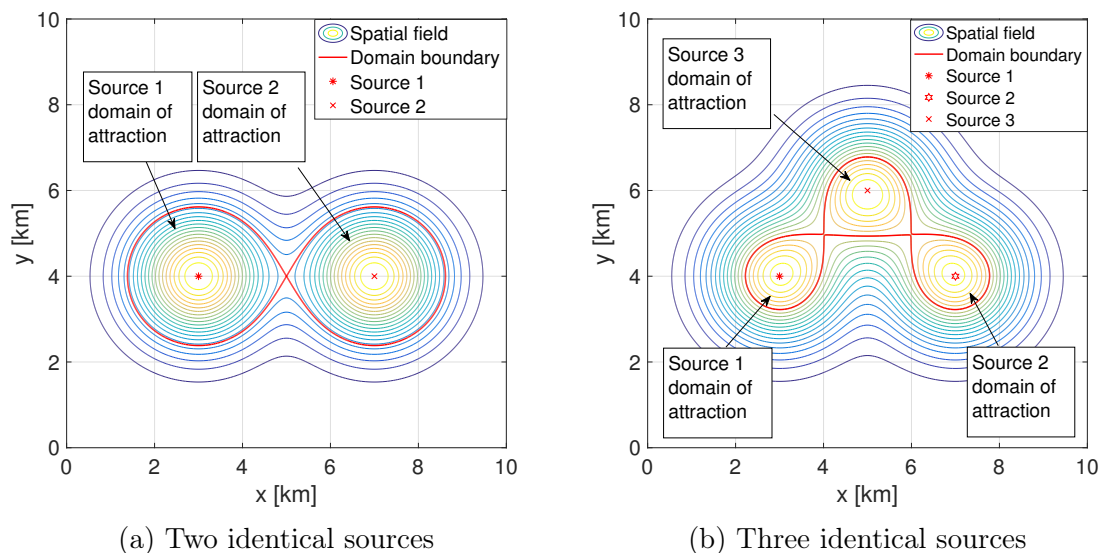 10
8
6
4
2
0
y [km]
0
2
4
6
8
10
x [km]
Spatial field
Domain boundary
Source 1
Source 2
Source 1
domain of
attraction
Source 2
domain of
attraction
(a) Two identical sources
10
8
6
4
2
0
y [km]
0
2
4
6
8
10
x [km]
Spatial field
Domain boundary
Source 1
Source 2
Source 3
Source 3
domain of
attraction
Source 1
domain of
attraction
Source 2
domain of
attraction
(b) Three identical sources